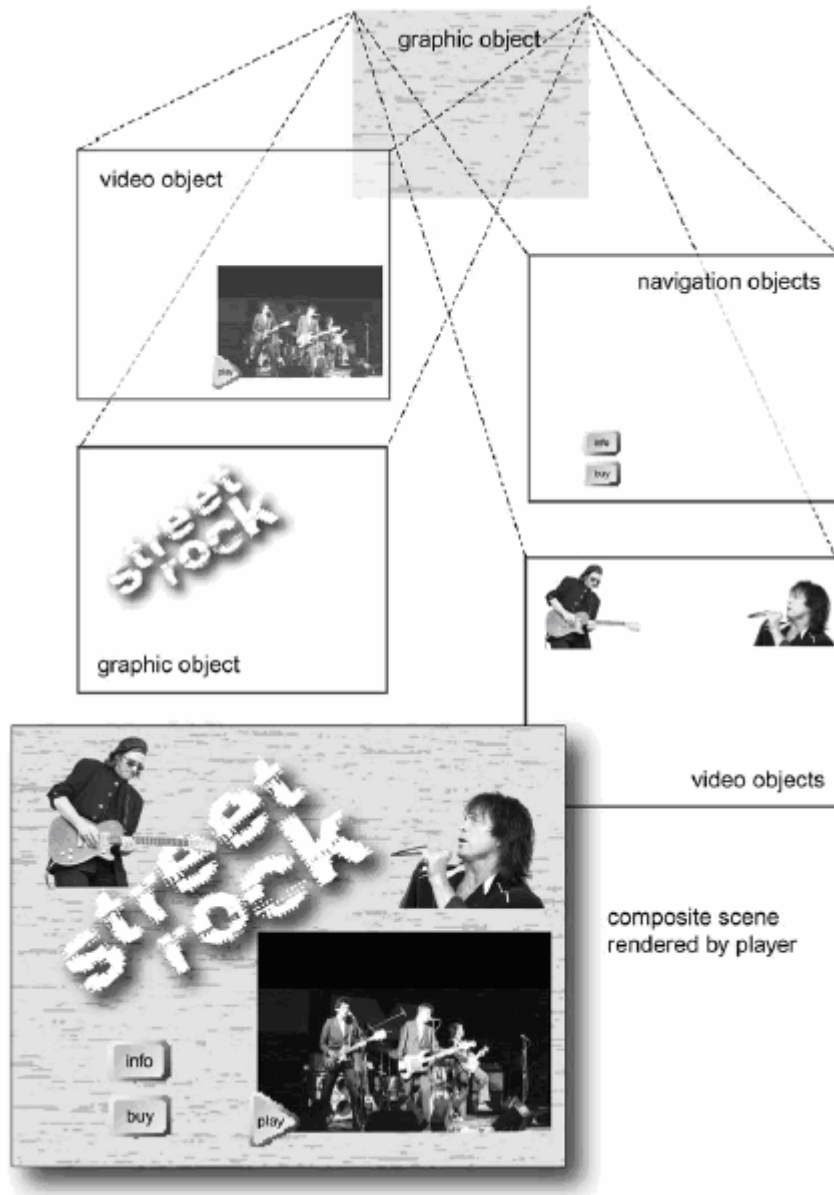 graphic object
video object
play
navigation objects
info
buy
street
rock
graphic object
video objects
street
rock
composite scene
rendered by player
info
buy
play